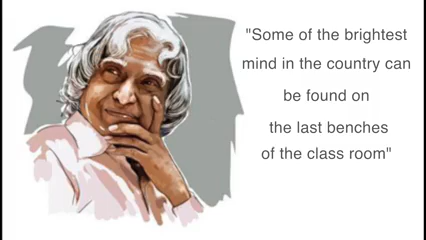 "Some of the brightest
mind in the country can
be found on
the last benches
of the class room"